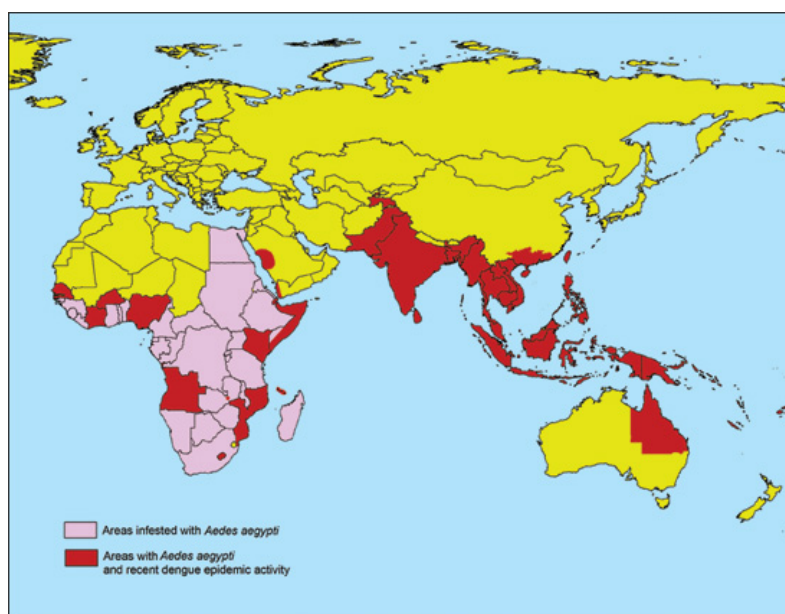 Areas infested with Aedes aegypti
Areas with Aedes aegypti
and recent dengue epidemic activity